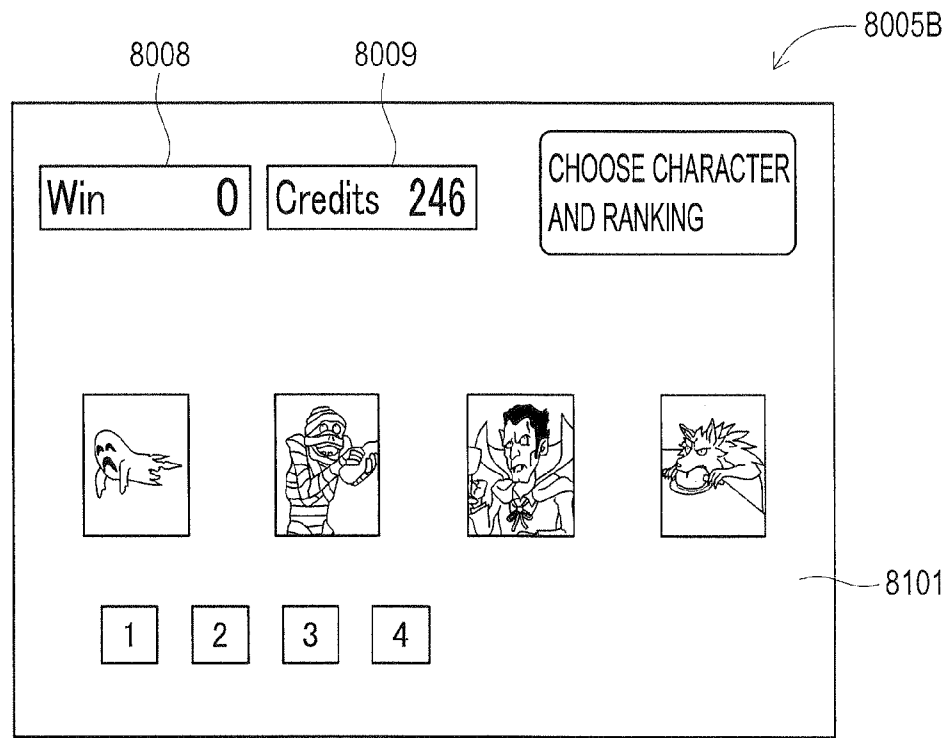 8005B
8008 8009
Win 0 Credits 246
CHOOSE CHARACTER
AND RANKING
8101
1 2 3 4